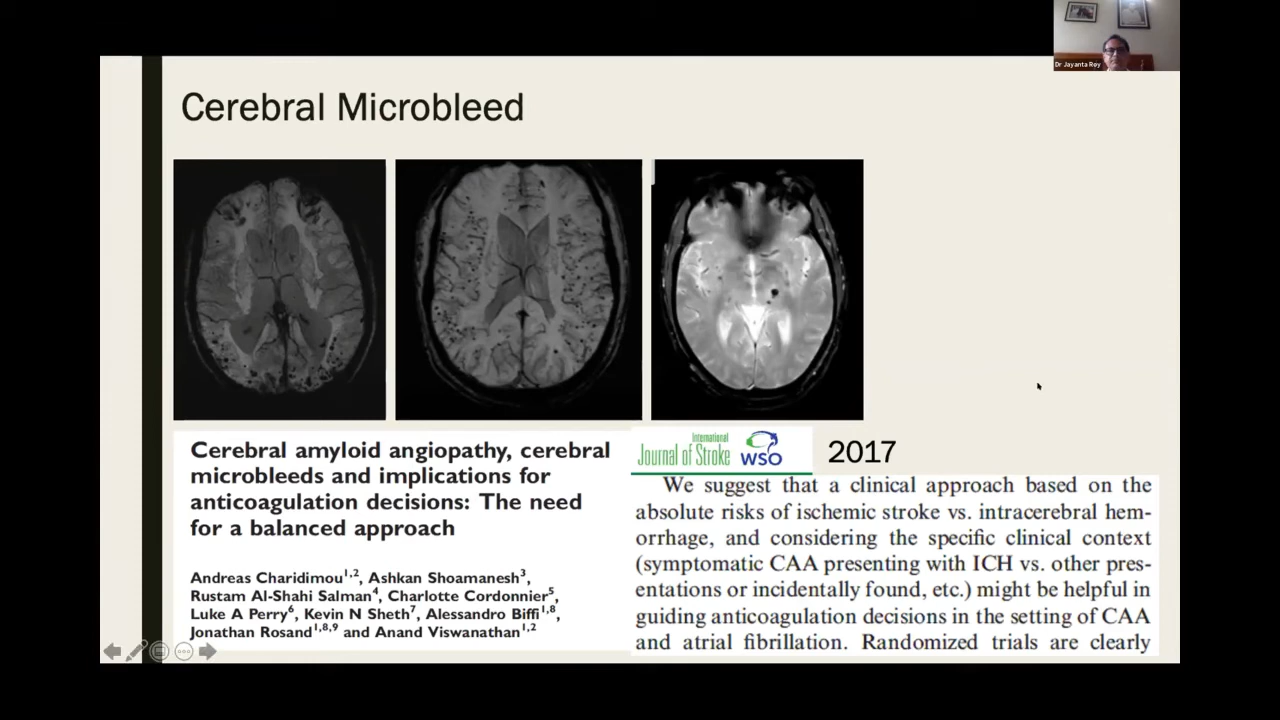 Dr Jayanta Roy
Cerebral Microbleed
Cerebral amyloid angiopathy, cerebral
microbleeds and implications for
anticoagulation decisions: The need
for a balanced approach
Andreas Charidimou1,2, Ashkan Shoamanesh3,
Rustam Al-Shahi Salman4, Charlotte Cordonnier5,
Luke A Perry6, Kevin N Sheth7, Alessandro Biffi1,8,
Jonathan Rosand1,8,9 and Anand Viswanathan1,2
International
Journal of Stroke
WSO
2017
We suggest that a clinical approach based on the
absolute risks of ischemic stroke vs. intracerebral hem-
orrhage, and considering the specific clinical context
(symptomatic CAA presenting with ICH vs. other pres-
entations or incidentally found, etc.) might be helpful in
guiding anticoagulation decisions in the setting of CAA
and atrial fibrillation. Randomized trials are clearly